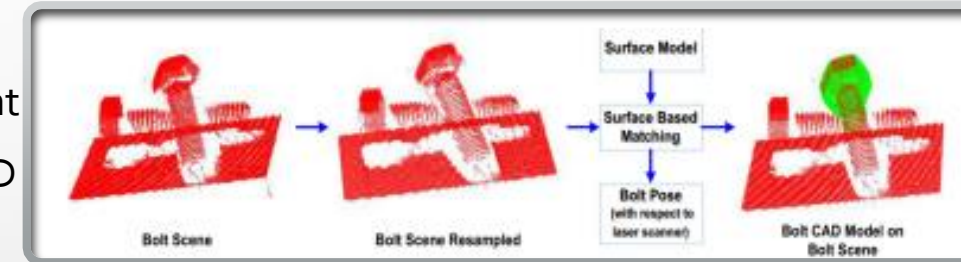 nt
D
Bolt Scene
Bolt Scene Resampled
Surface Model
Surface Based
Matching
Bolt Pose
(with respect to
laser scanner)
Bolt CAD Model on
Bolt Scene